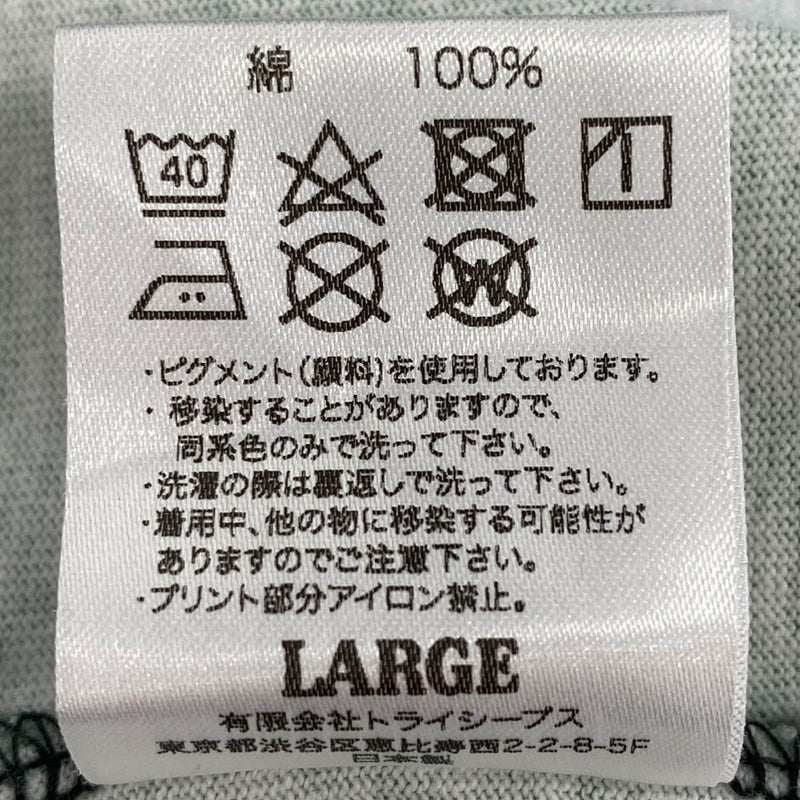 綿 100%
40
・ピグメント(顔料)を使用しております。
・移染することがありますので、
同系色のみで洗って下さい。
・洗濯の際は裏返しで洗って下さい。
・着用中、他の物に移染する可能性が
ありますのでご注意下さい。
・プリント部分アイロン禁止。
LARGE
有限会社トライシープス
東京都渋谷区恵比寿西2-2-8-5F
日本製